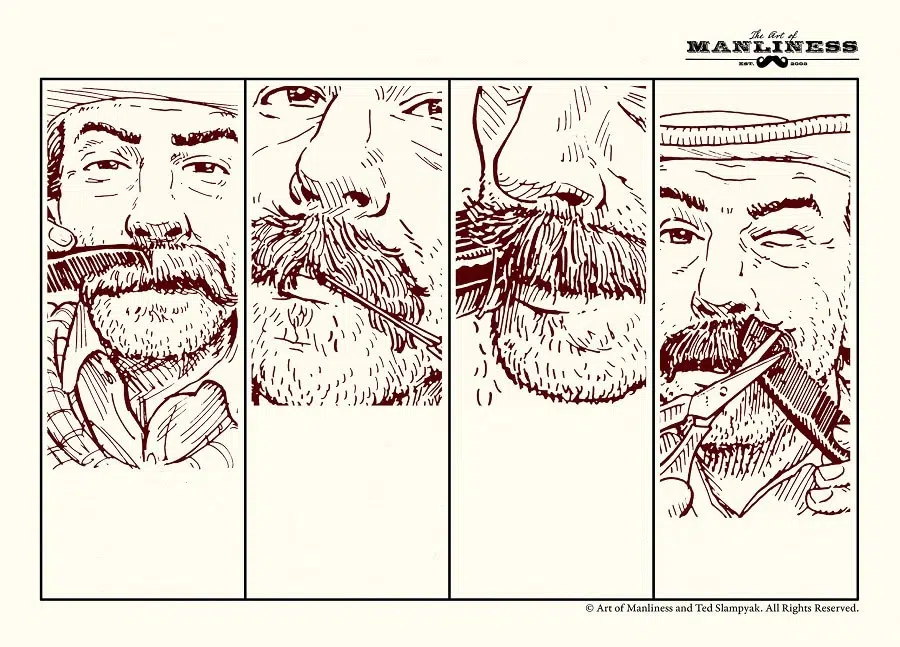 The Art of
MANLINESS
EST. 2008
© Art of Manliness and Ted Slampyak. All Rights Reserved.